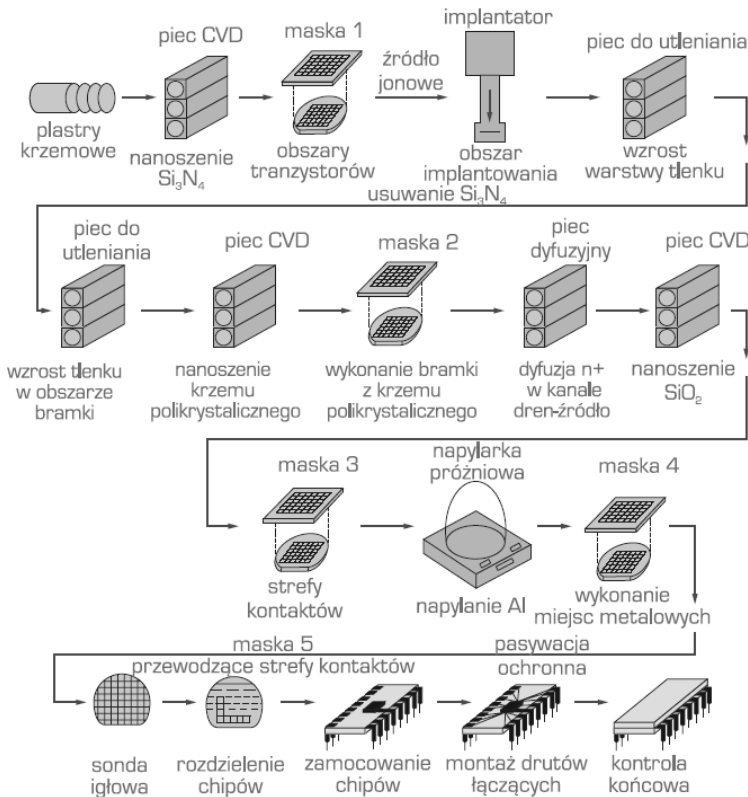 piec CVD
maska 1
implantator
piec do utleniania
źródło
jonowe
plastry
krzemowe
nanoszenie
Si₃N₄
obszary
tranzystorów
obszar
implantowania
usuwanie Si₃N₄
wzrost
warstwy tlenku
piec do
utleniania
piec CVD
maska 2
piec
dyfuzyjny
piec CVD
wzrost tlenku
w obszarze
bramki
nanoszenie
krzemu
polikrystalicznego
wykonanie bramki
z krzemu
polikrystalicznego
dyfuzja n+
w kanale
dren-źródło
nanoszenie
SiO₂
maska 3
napylarka
próżniowa
maska 4
strefy
kontaktów
napylanie Al
wykonanie
miejsc metalowych
maska 5
przewodzące strefy kontaktów
pasywacja
ochronna
sonda
igłowa
rozdzielenie
chipów
zamocowanie
chipów
montaż drutów
łączących
kontrola
końcowa